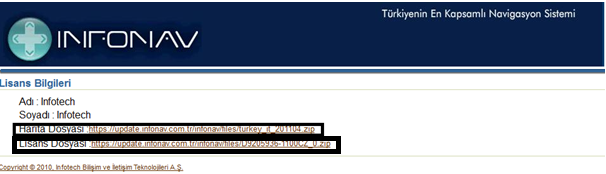 Türkiyenin En Kapsamlı Navigasyon Sistemi
INFONAV
Lisans Bilgileri
Adı : Infotech
Soyadı : Infotech
Harita Dosyası :https://update.infonav.com.tr/infonav/files/turkey_it_201104.zip
Lisans Dosyası :https://update.infonav.com.tr/infonav/files/D9205936-1100CZ_0.zip
Copyright © 2010, Infotech Bilişim ve İletişim Teknolojileri A.Ş.